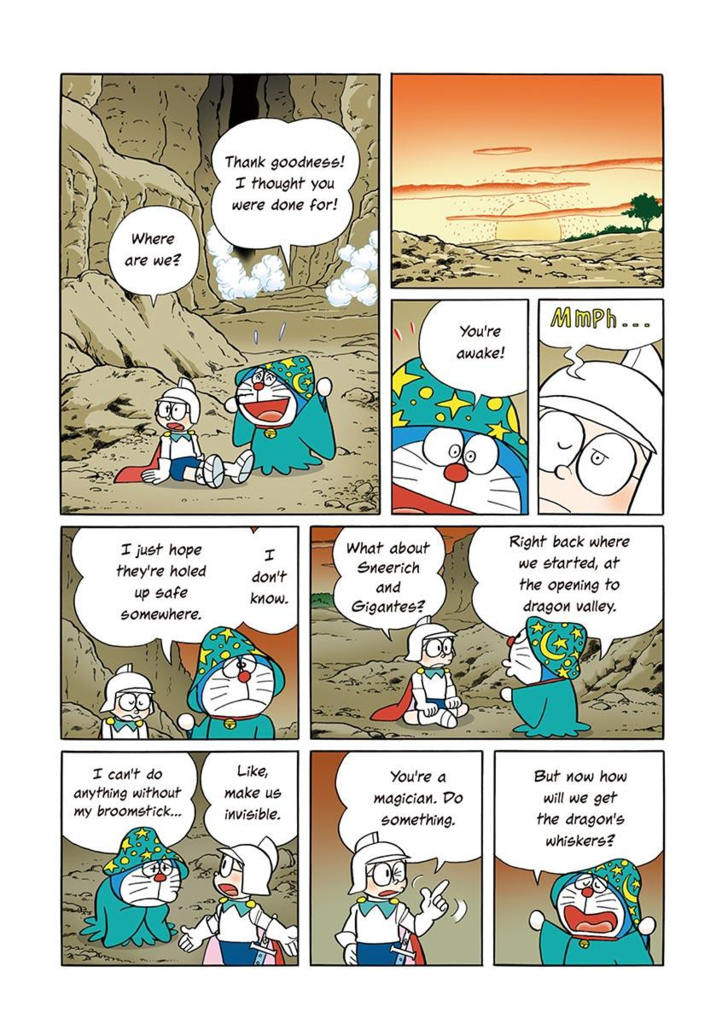 Mmph...
You're
awake!
Thank goodness!
I thought you
were done for!
Where
are we?
Right back where
we started, at
the opening to
dragon valley.
What about
Sneerich
and
Gigantes?
I
don't
know.
I just hope
they're holed
up safe
somewhere.
But now how
will we get
the dragon's
whiskers?
You're a
magician. Do
something.
Like,
make us
invisible.
I can't do
anything without
my broomstick...